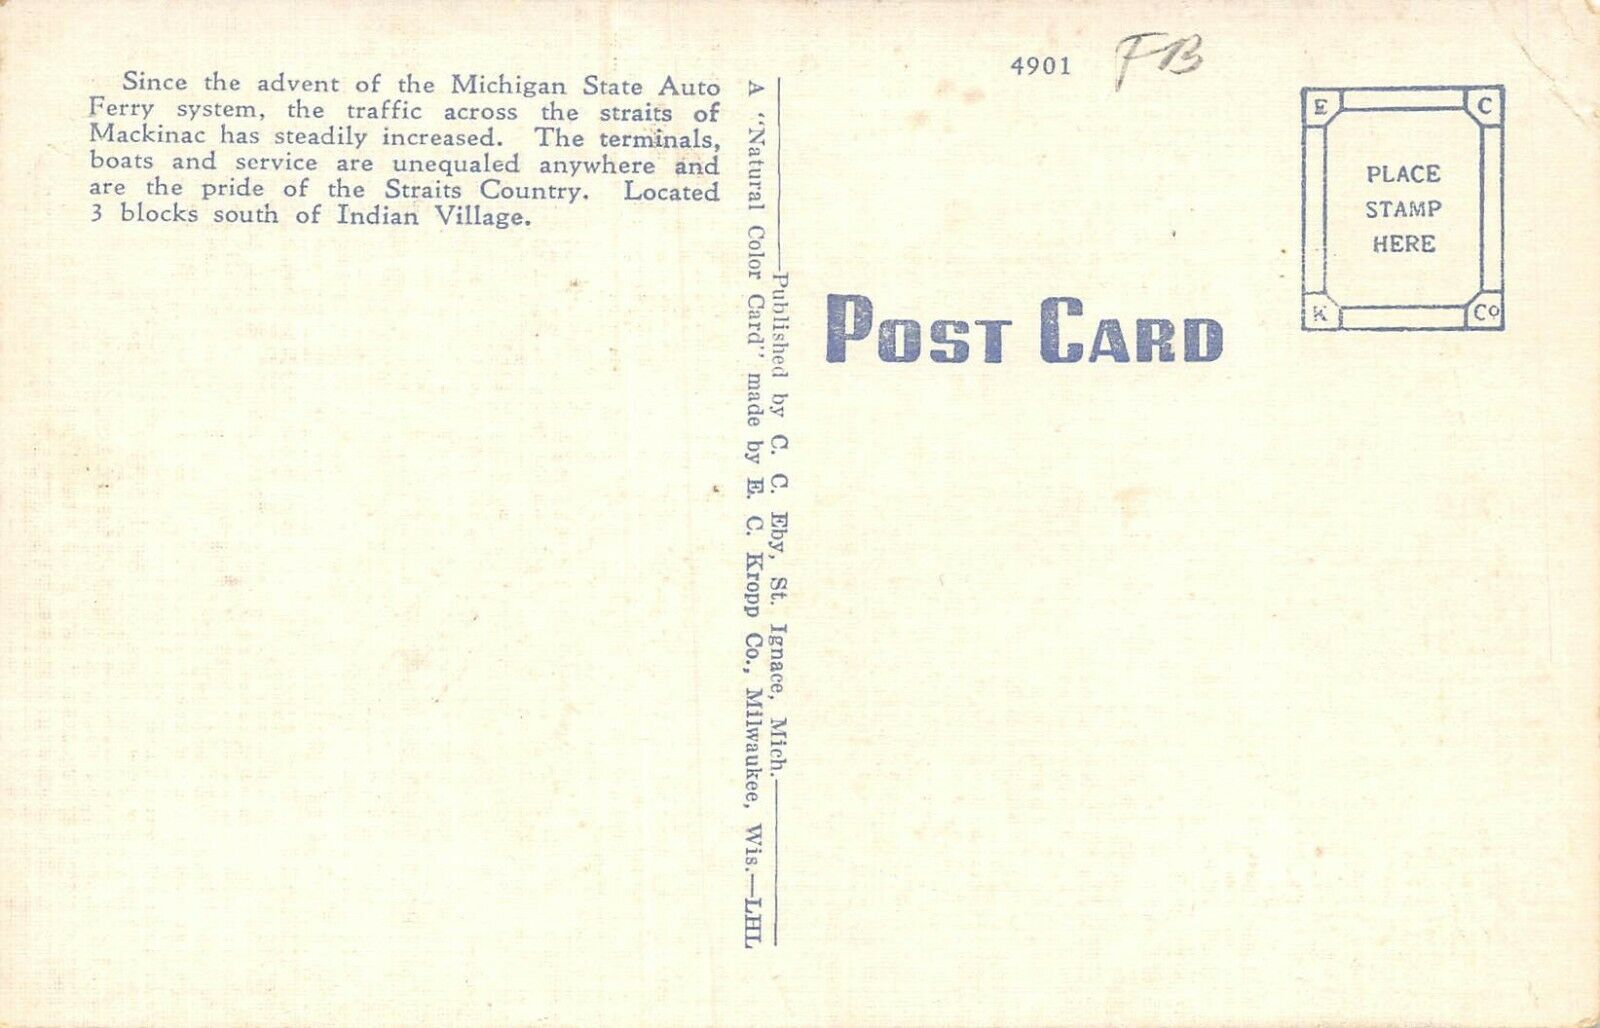 Since the advent of the Michigan State Auto
Ferry system, the traffic across the straits of
Mackinac has steadily increased. The terminals,
boats and service are unequaled anywhere and
are the pride of the Straits Country. Located
3 blocks south of Indian Village.
Published by C. C. Eby, St. Ignace, Mich.
A "Natural Color Card" made by E. C. Kropp Co., Milwaukee, Wis.—LHL
4901
FB
POST CARD
E C
PLACE
STAMP
HERE
K CO